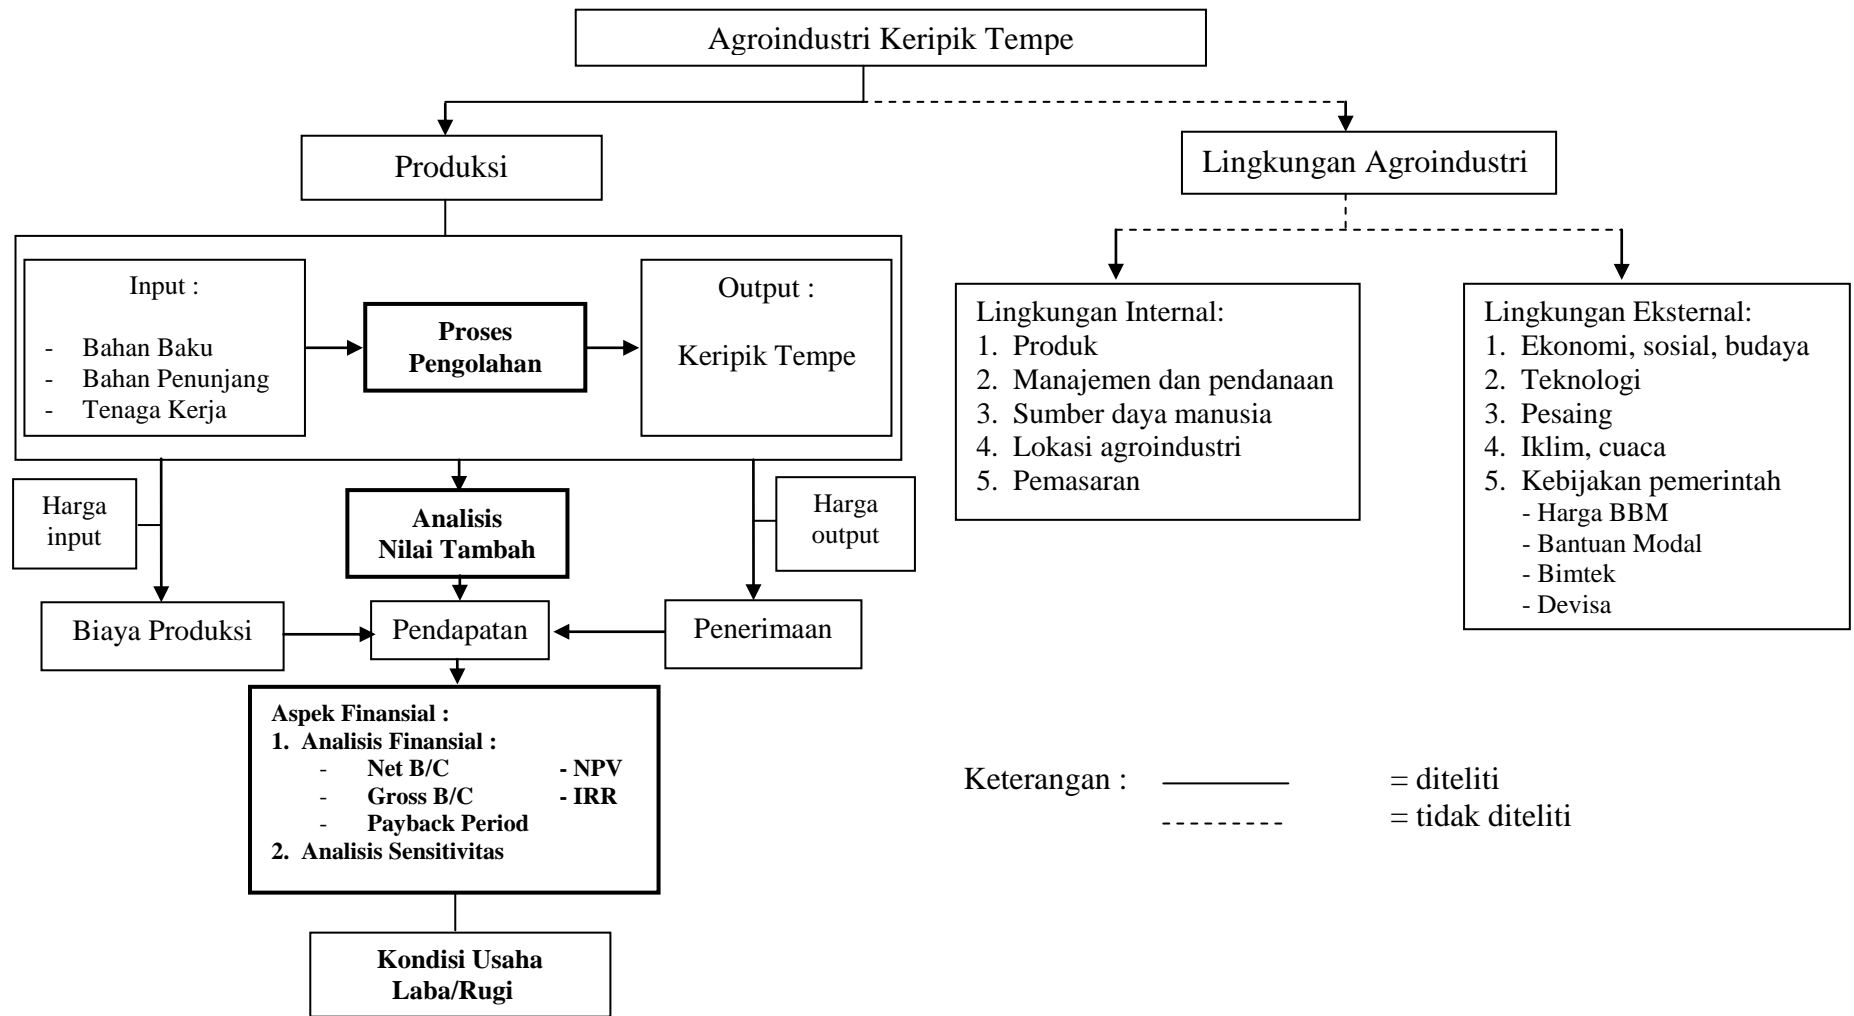 Agroindustri Keripik Tempe
Produksi
Lingkungan Agroindustri
Input :
- Bahan Baku
- Bahan Penunjang
- Tenaga Kerja
Proses
Pengolahan
Output :
Keripik Tempe
Lingkungan Internal:
1. Produk
2. Manajemen dan pendanaan
3. Sumber daya manusia
4. Lokasi agroindustri
5. Pemasaran
Lingkungan Eksternal:
1. Ekonomi, sosial, budaya
2. Teknologi
3. Pesaing
4. Iklim, cuaca
5. Kebijakan pemerintah
- Harga BBM
- Bantuan Modal
- Bimtek
- Devisa
Harga
input
Analisis
Nilai Tambah
Harga
output
Biaya Produksi
Pendapatan
Penerimaan
Aspek Finansial :
1. Analisis Finansial :
- Net B/C - NPV
- Gross B/C - IRR
- Payback Period
2. Analisis Sensitivitas
Keterangan :
= diteliti
= tidak diteliti
Kondisi Usaha
Laba/Rugi